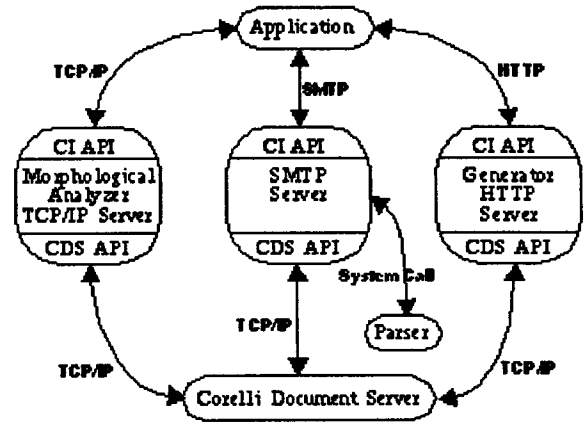 Application
TCP/IP
SMTP
HTTP
CI API
Morphological
Analyzer
TCP/IP Server
CDS API
CI API
SMTP
Server
CDS API
CI API
Generator
HTTP
Server
CDS API
System Call
Parser
TCP/IP
TCP/IP
TCP/IP
Corelli Document Server